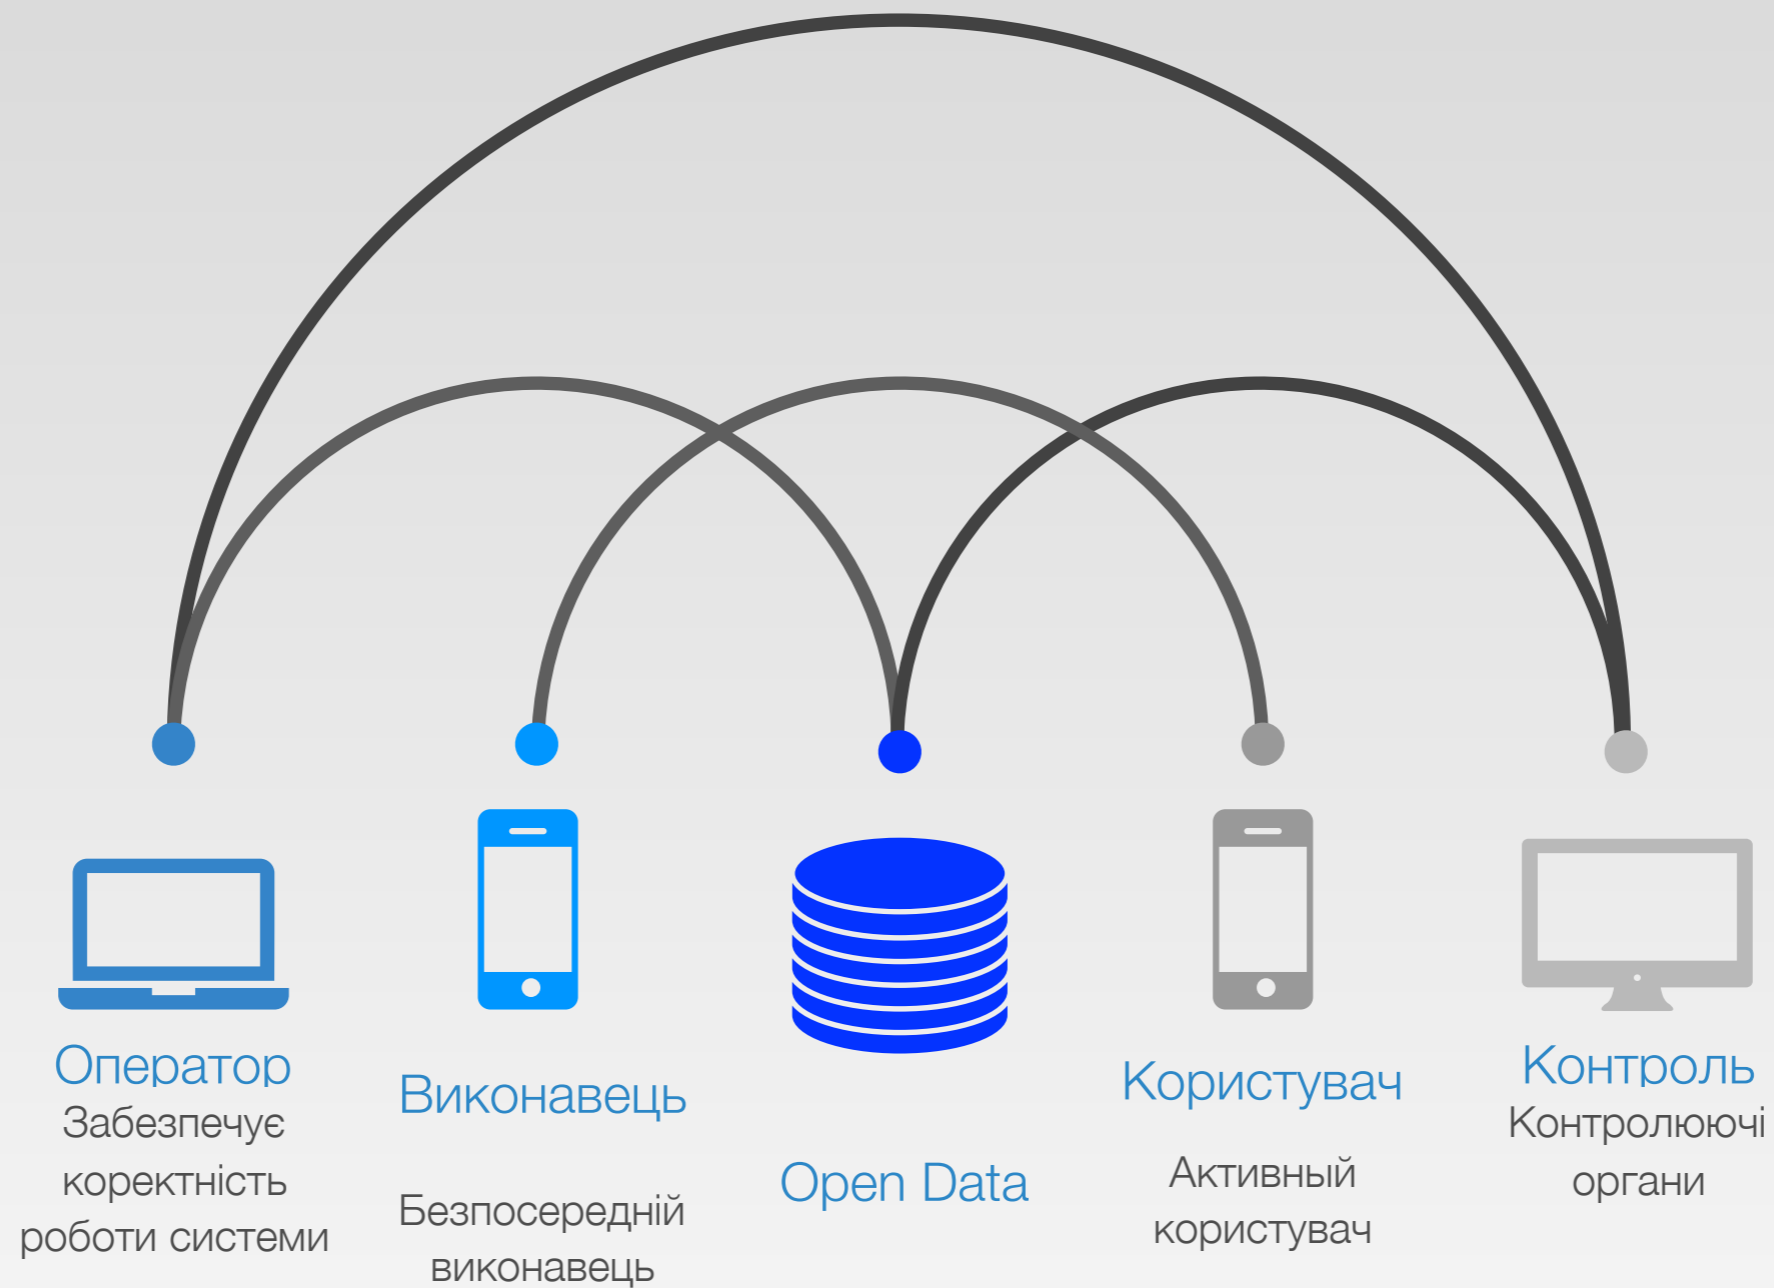 Оператор
Забезпечує
коректність
роботи системи
Виконавець
Безпосередній
виконавець
Open Data
Користувач
Активный
користувач
Контроль
Контролюючі
органи